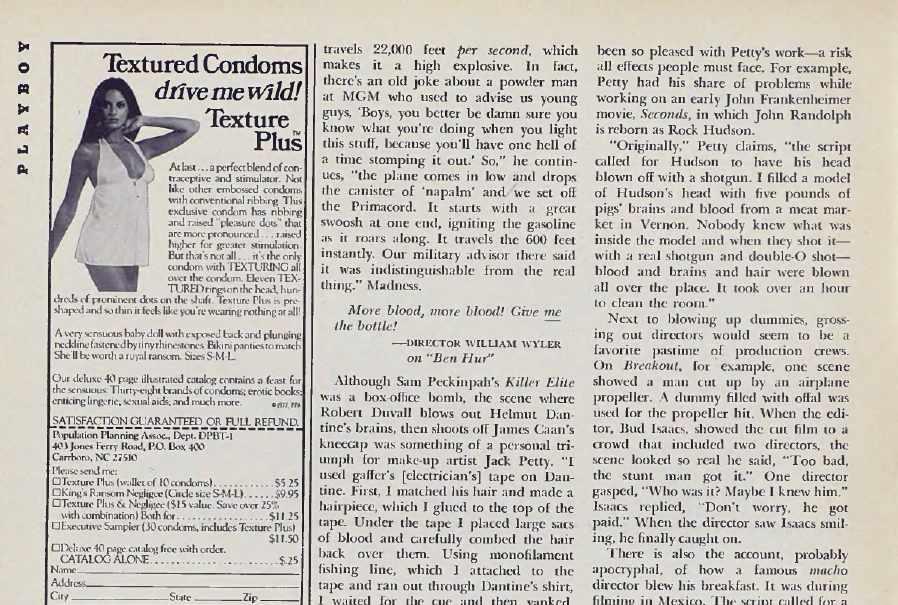 PLAYBOY
Textured Condoms
drive me wild!
Texture
Plus™
At last... a perfect blend of con-
traceptive and stimulator. Not
like other embossed condoms
with conventional ribbing. This
exclusive condom has ribbing
and raised "pleasure dots" that
are more pronounced... raised
higher for greater stimulation.
But that's not all... it's the only
condom with TEXTURING all
over the condom. Eleven TEX-
TURED rings on the head, hun-
dreds of prominent dots on the shaft. Texture Plus is pre-
shaped and so thin it feels like you're wearing nothing at all!
A very sensuous baby doll with exposed back and plunging
neckline fastened by tiny rhinestones. Bikini panties to match.
She'll be worth a royal ransom. Sizes S-M-L.
Our deluxe 40 page illustrated catalog contains a feast for
the sensuous. Thirty-eight brands of condoms; erotic books;
enticing lingerie, sexual aids, and much more. © 1977, PPA
SATISFACTION GUARANTEED OR FULL REFUND.
Population Planning Assoc., Dept. DPBT-1
403 Jones Ferry Road, P.O. Box 400
Carrboro, NC 27510
Please send me:
□ Texture Plus (wallet of 10 condoms)..............$5.25
□ King's Ransom Negligee (Circle size S-M-L)......$9.95
□ Texture Plus & Negligee ($15 value. Save over 25%
with combination) Both for......................$11.25
□ Executive Sampler (30 condoms, includes Texture Plus)
$11.50
□ Deluxe 40 page catalog free with order.
CATALOG ALONE...........................$.25
Name
Address
City State Zip
travels 22,000 feet per second, which
makes it a high explosive. In fact,
there's an old joke about a powder man
at MGM who used to advise us young
guys, 'Boys, you better be damn sure you
know what you're doing when you light
this stuff, because you'll have one hell of
a time stomping it out.' So," he contin-
ues, "the plane comes in low and drops
the canister of 'napalm' and we set off
the Primacord. It starts with a great
swoosh at one end, igniting the gasoline
as it roars along. It travels the 600 feet
instantly. Our military advisor there said
it was indistinguishable from the real
thing." Madness.
More blood, more blood! Give me
the bottle!
—DIRECTOR WILLIAM WYLER
on "Ben Hur"
Although Sam Peckinpah's Killer Elite
was a box-office bomb, the scene where
Robert Duvall blows out Helmut Dan-
tine's brains, then shoots off James Caan's
kneecap was something of a personal tri-
umph for make-up artist Jack Petty. "I
used gaffer's [electrician's] tape on Dan-
tine. First, I matched his hair and made a
hairpiece, which I glued to the top of the
tape. Under the tape I placed large sacs
of blood and carefully combed the hair
back over them. Using monofilament
fishing line, which I attached to the
tape and ran out through Dantine's shirt,
I waited for the cue and then yanked.
been so pleased with Petty's work—a risk
all effects people must face. For example,
Petty had his share of problems while
working on an early John Frankenheimer
movie, Seconds, in which John Randolph
is reborn as Rock Hudson.
"Originally," Petty claims, "the script
called for Hudson to have his head
blown off with a shotgun. I filled a model
of Hudson's head with five pounds of
pigs' brains and blood from a meat mar-
ket in Vernon. Nobody knew what was
inside the model and when they shot it—
with a real shotgun and double-O shot—
blood and brains and hair were blown
all over the place. It took over an hour
to clean the room."
Next to blowing up dummies, gross-
ing out directors would seem to be a
favorite pastime of production crews.
On Breakout, for example, one scene
showed a man cut up by an airplane
propeller. A dummy filled with offal was
used for the propeller hit. When the edi-
tor, Bud Isaacs, showed the cut film to a
crowd that included two directors, the
scene looked so real he said, "Too bad,
the stunt man got it." One director
gasped, "Who was it? Maybe I knew him."
Isaacs replied, "Don't worry, he got
paid." When the director saw Isaacs smil-
ing, he finally caught on.
There is also the account, probably
apocryphal, of how a famous macho
director blew his breakfast. It was during
filming in Mexico. The script called for a